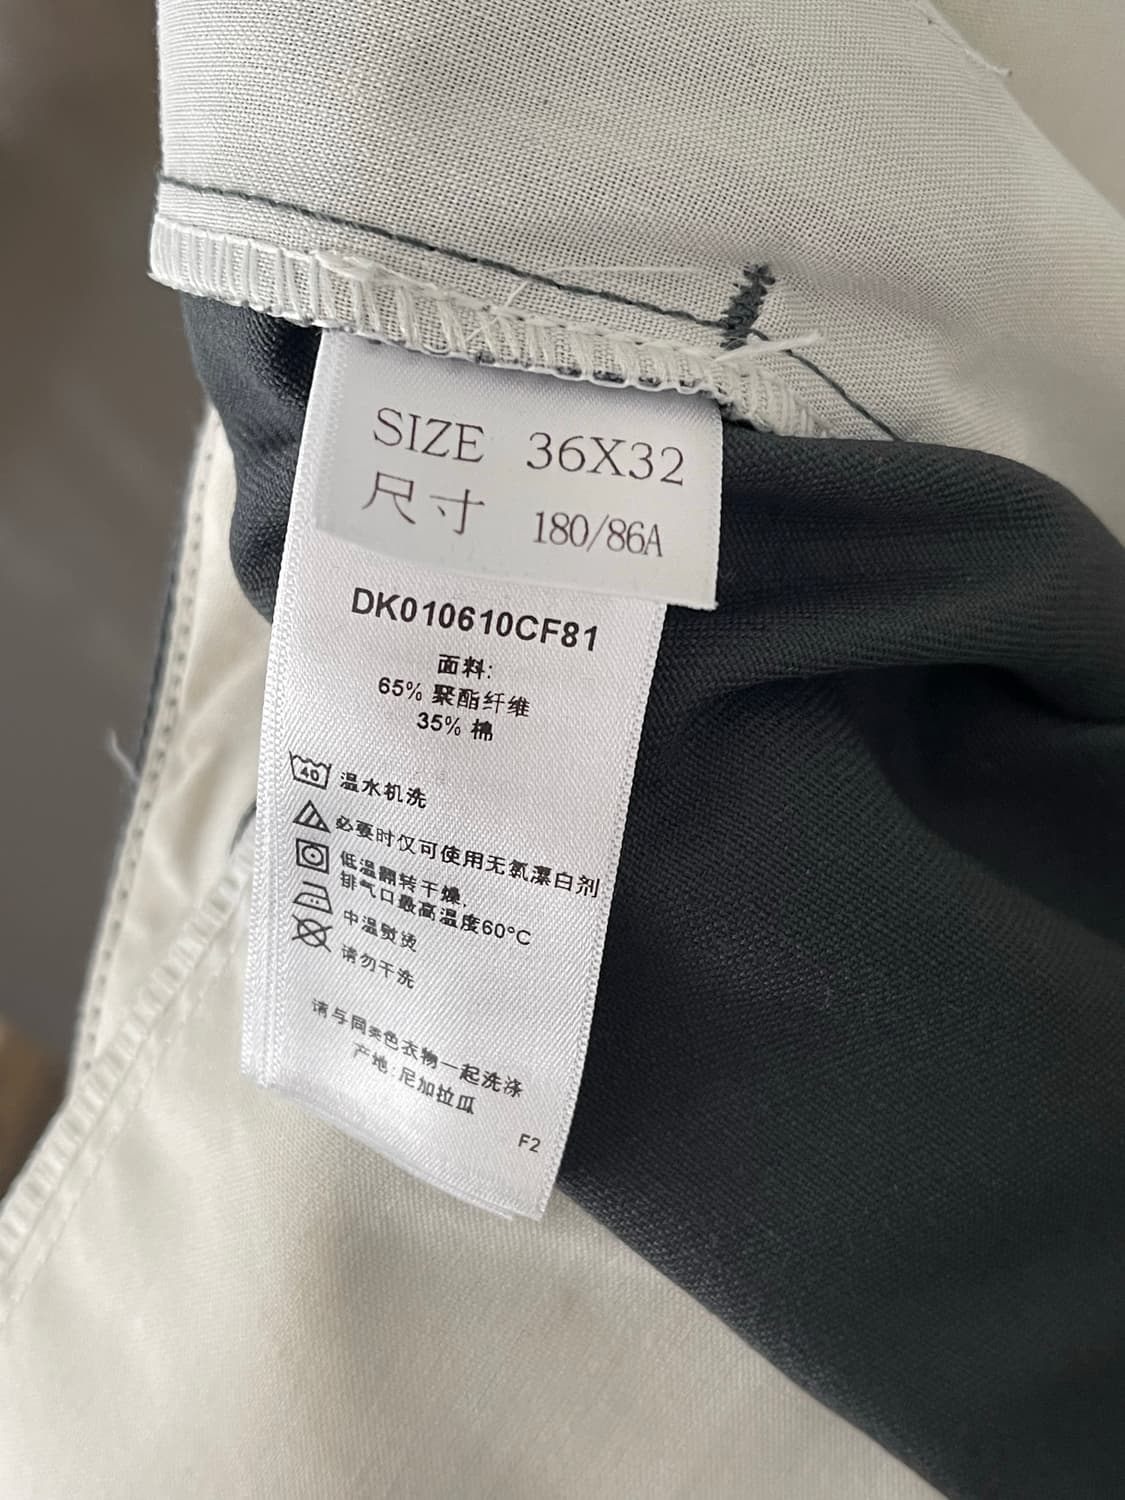 SIZE 36X32
尺寸 180/86A
DK010610CF81
面料:
65% 聚酯纤维
35% 棉
40 温水机洗
必要时仅可使用无氯漂白剂
低温翻转干燥,
排气口最高温度60°C
中温熨烫
请勿干洗
请与同类色衣物一起洗涤
产地:尼加拉瓜
F2